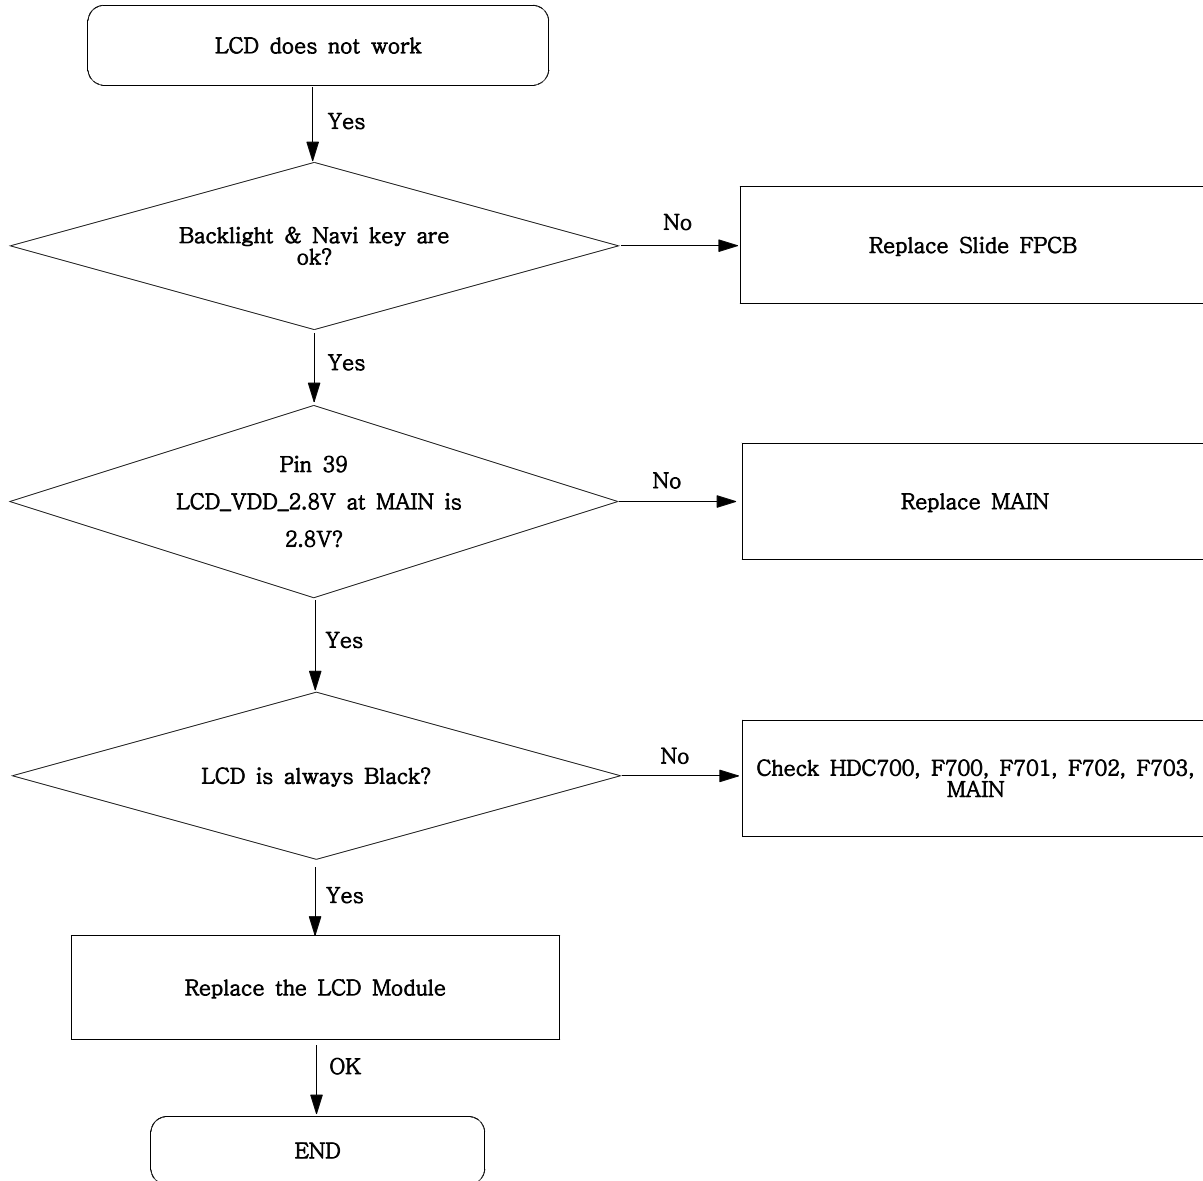 LCD does not work
Yes
Backlight & Navi key are
ok?
No
Replace Slide FPCB
Yes
Pin 39
LCD_VDD_2.8V at MAIN is
2.8V?
No
Replace MAIN
Yes
LCD is always Black?
No
Check HDC700, F700, F701, F702, F703,
MAIN
Yes
Replace the LCD Module
OK
END